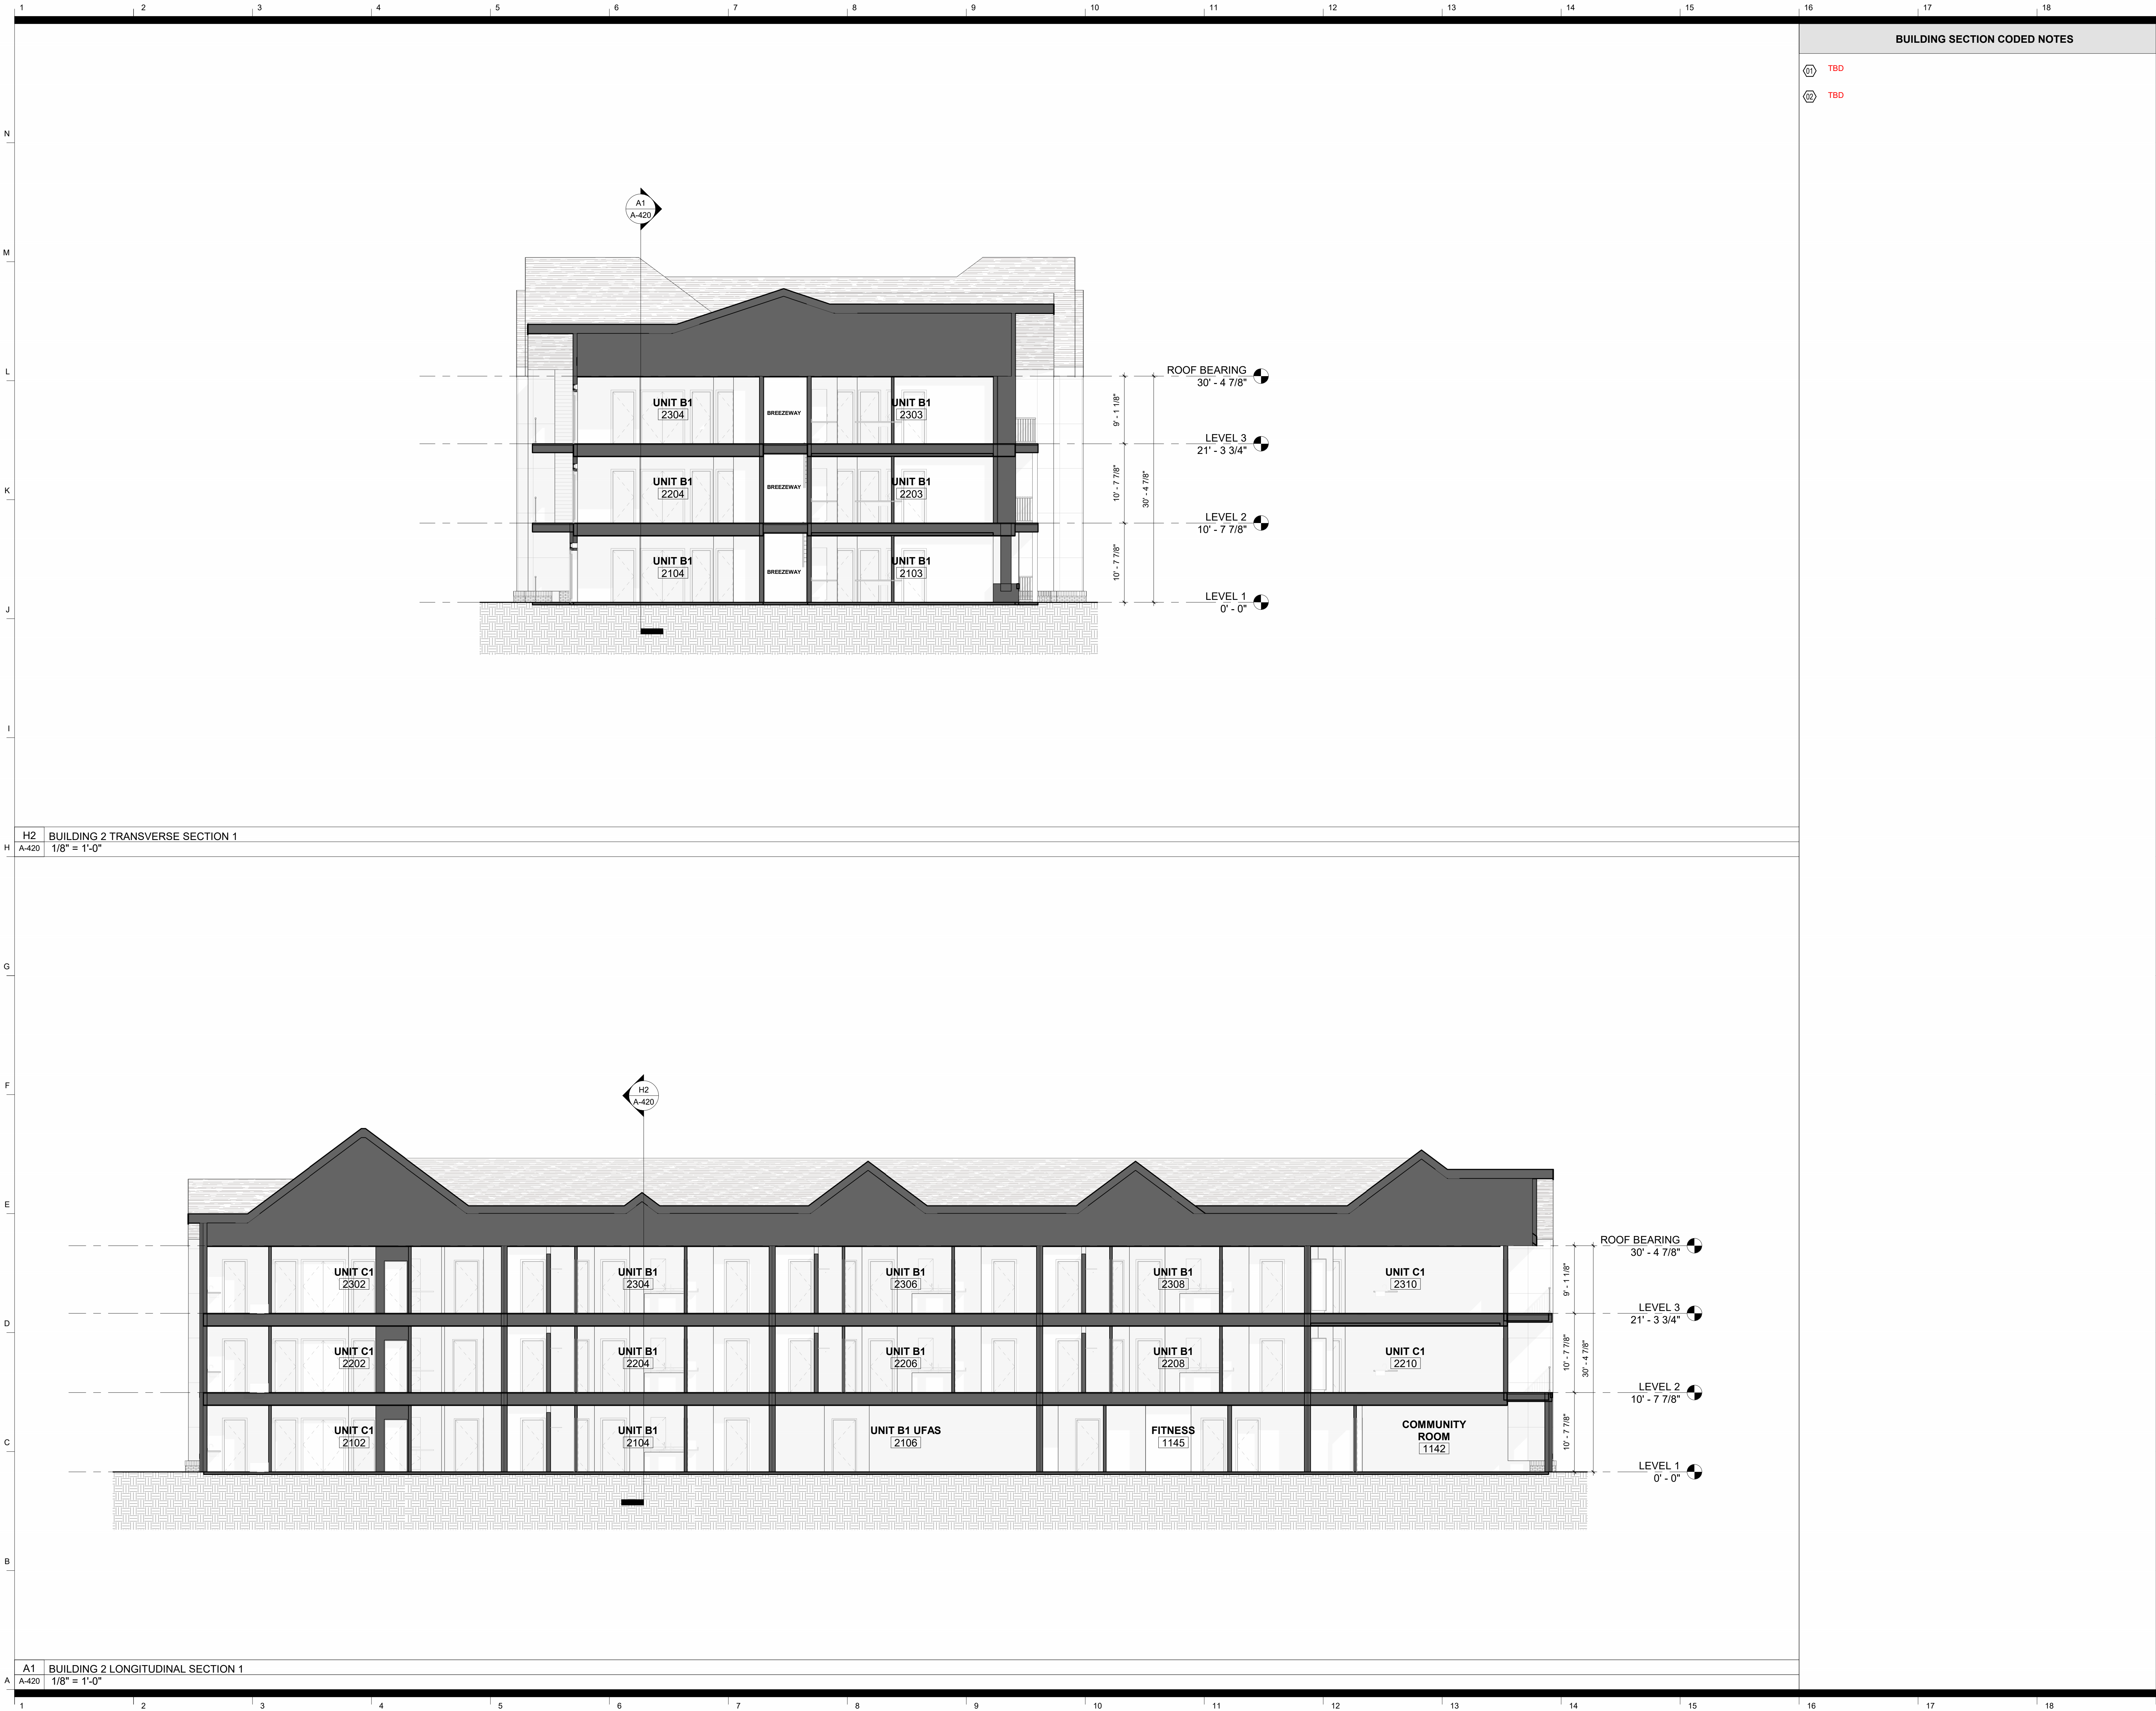 1 2 3 4 5 6 7 8 9 10 11 12 13 14 15 16 17 18
BUILDING SECTION CODED NOTES
01 TBD
02 TBD
N
M
L
K
J
I
H
G
F
E
D
C
B
A
A1
A-420
ROOF BEARING
30' - 4 7/8"
LEVEL 3
21' - 3 3/4"
LEVEL 2
10' - 7 7/8"
LEVEL 1
0' - 0"
9' - 1 1/8"
10' - 7 7/8"
10' - 7 7/8"
30' - 4 7/8"
UNIT B1
2304
BREEZEWAY
UNIT B1
2303
UNIT B1
2204
BREEZEWAY
UNIT B1
2203
UNIT B1
2104
BREEZEWAY
UNIT B1
2103
H2 BUILDING 2 TRANSVERSE SECTION 1
A-420 1/8" = 1'-0"
H2
A-420
ROOF BEARING
30' - 4 7/8"
LEVEL 3
21' - 3 3/4"
LEVEL 2
10' - 7 7/8"
LEVEL 1
0' - 0"
9' - 1 1/8"
10' - 7 7/8"
10' - 7 7/8"
30' - 4 7/8"
UNIT C1
2302
UNIT B1
2304
UNIT B1
2306
UNIT B1
2308
UNIT C1
2310
UNIT C1
2202
UNIT B1
2204
UNIT B1
2206
UNIT B1
2208
UNIT C1
2210
UNIT C1
2102
UNIT B1
2104
UNIT B1 UFAS
2106
FITNESS
1145
COMMUNITY
ROOM
1142
A1 BUILDING 2 LONGITUDINAL SECTION 1
A-420 1/8" = 1'-0"
1 2 3 4 5 6 7 8 9 10 11 12 13 14 15 16 17 18